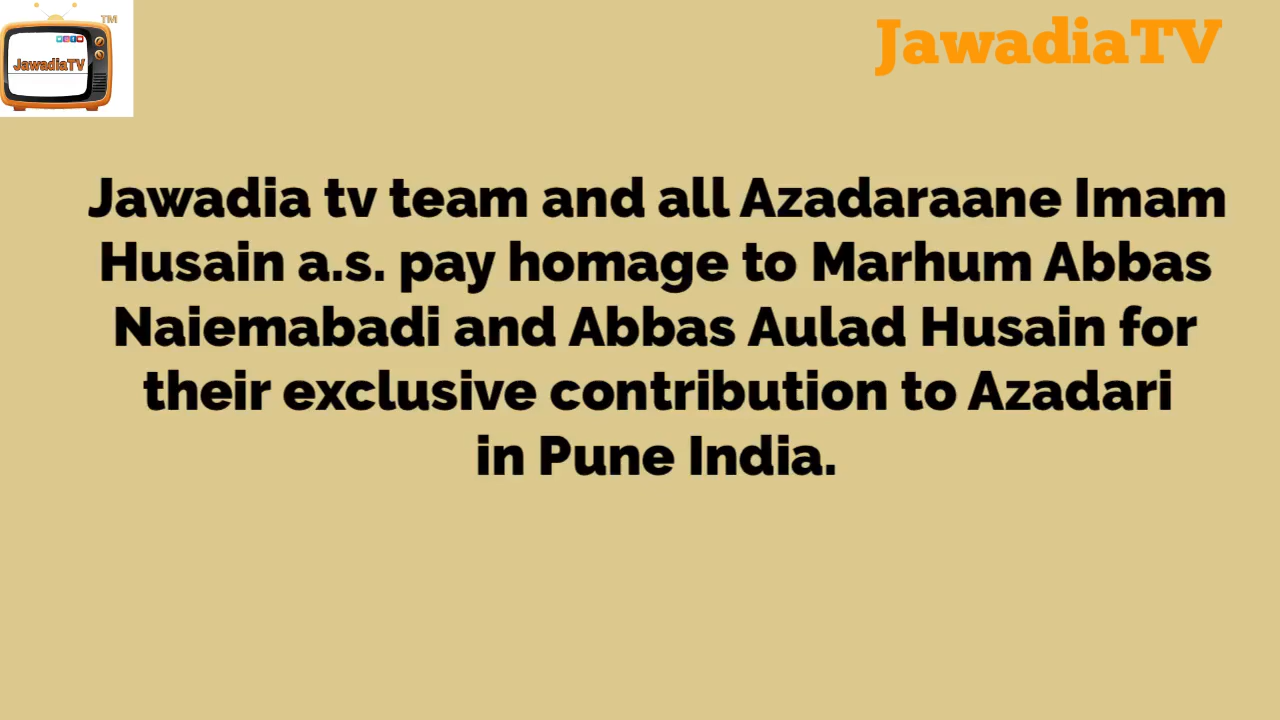 TM
JawadiaTV
JawadiaTV
Jawadia tv team and all Azadaraane Imam
Husain a.s. pay homage to Marhum Abbas
Naiemabadi and Abbas Aulad Husain for
their exclusive contribution to Azadari
in Pune India.